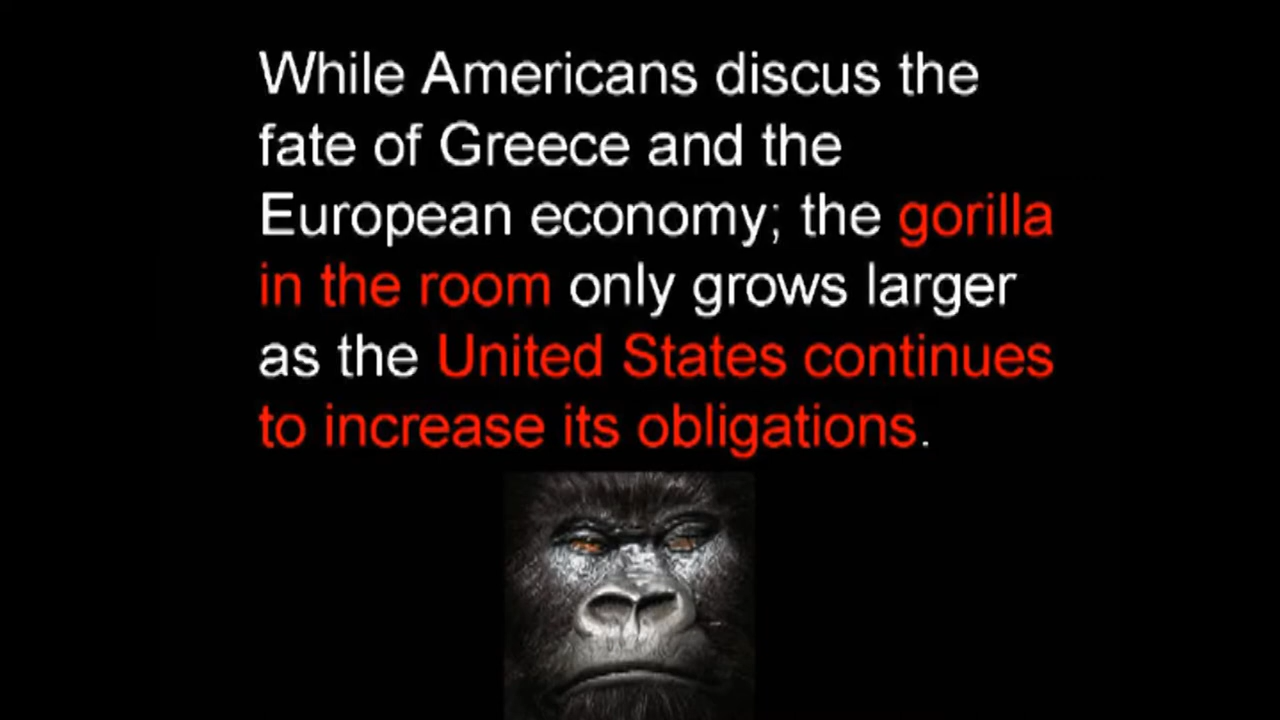 While Americans discus the
fate of Greece and the
European economy; the gorilla
in the room only grows larger
as the United States continues
to increase its obligations.